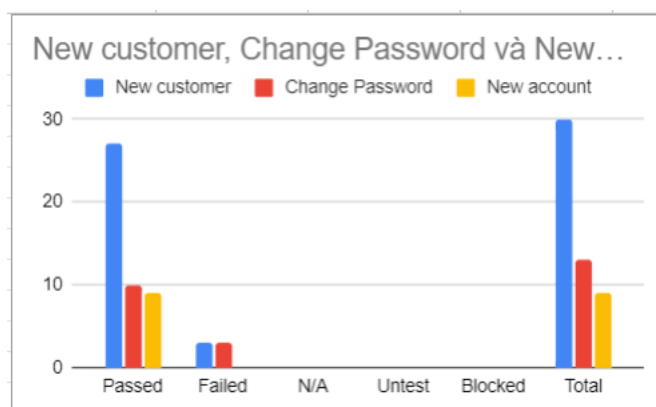 New customer, Change Password và New…
New customer Change Password New account
30
20
10
0
Passed Failed N/A Untest Blocked Total